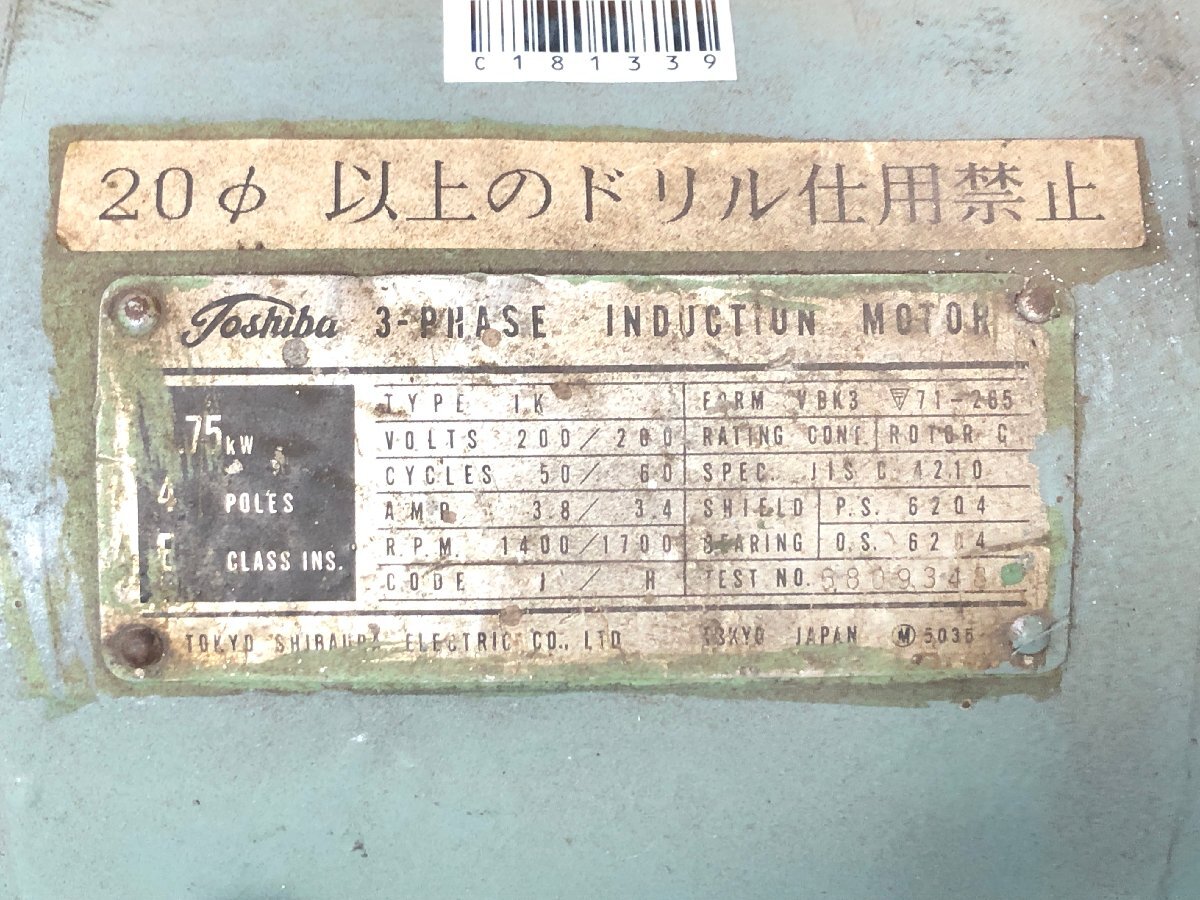 C181339
20φ 以上のドリル仕用禁止
Toshiba 3-PHASE INDUCTION MOTOR
.75 KW
4 POLES
E CLASS INS.
TYPE IK
VOLTS 200/200
CYCLES 50/60
AMP. 3.8/3.4
R.P.M. 1400/1700
CODE J/H
FORM VBK3 71-265
RATING CONT. ROTOR C
SPEC. JIS C 4210
SHIELD BEARING
P.S. 6204
O.S. 6204
TEST NO.
TOKYO SHIBAURA ELECTRIC CO., LTD TOKYO JAPAN Ⓜ 5035